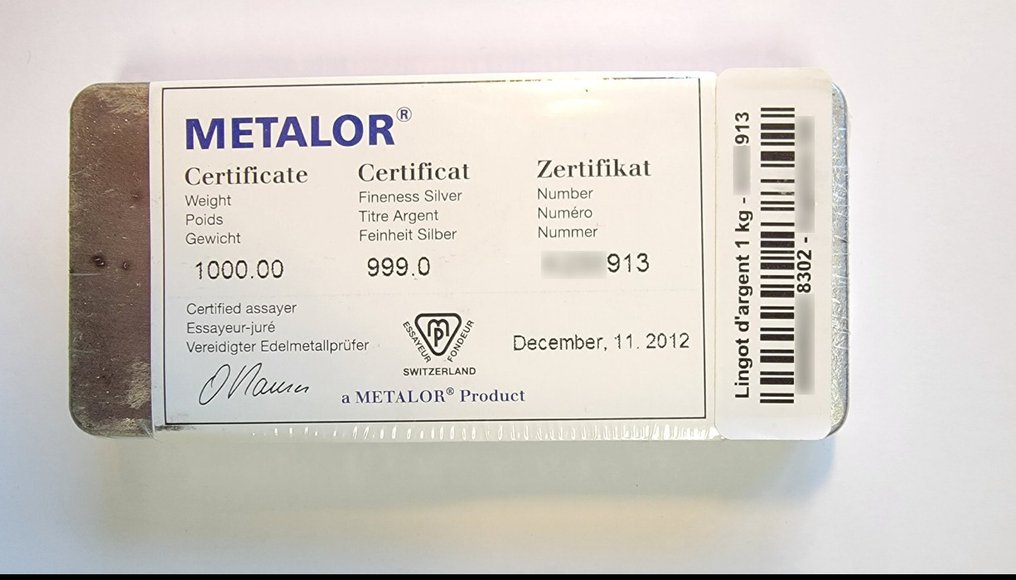 METALOR®
Certificate
Weight
Poids
Gewicht
1000.00
Certificat
Fineness Silver
Titre Argent
Feinheit Silber
999.0
Zertifikat
Number
Numéro
Nummer
913
Certified assayer
Essayeur-juré
Vereidigter Edelmetallprüfer
ESSAYEUR FONDEUR
MP
SWITZERLAND
December, 11. 2012
a METALOR® Product
Lingot d'argent 1 kg - 913
8302 -